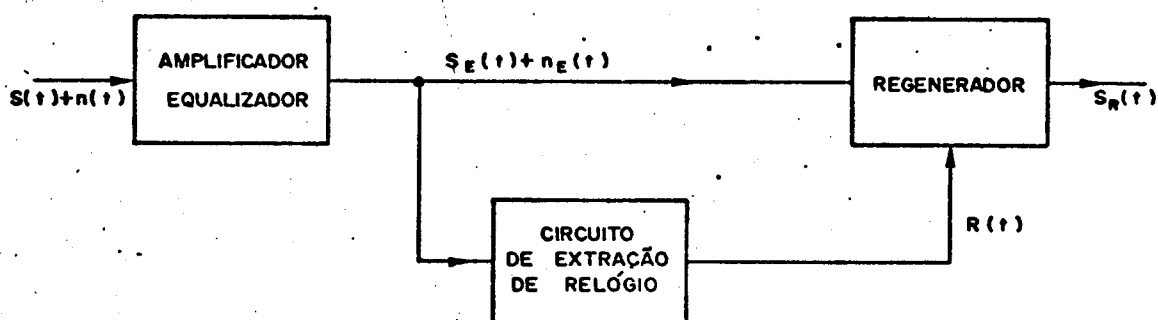 AMPLIFICADOR
EQUALIZADOR
S(t)+n(t)
S_E(t)+n_E(t)
REGENERADOR
S_R(t)
CIRCUITO
DE EXTRAÇÃO
DE RELÓGIO
R(t)